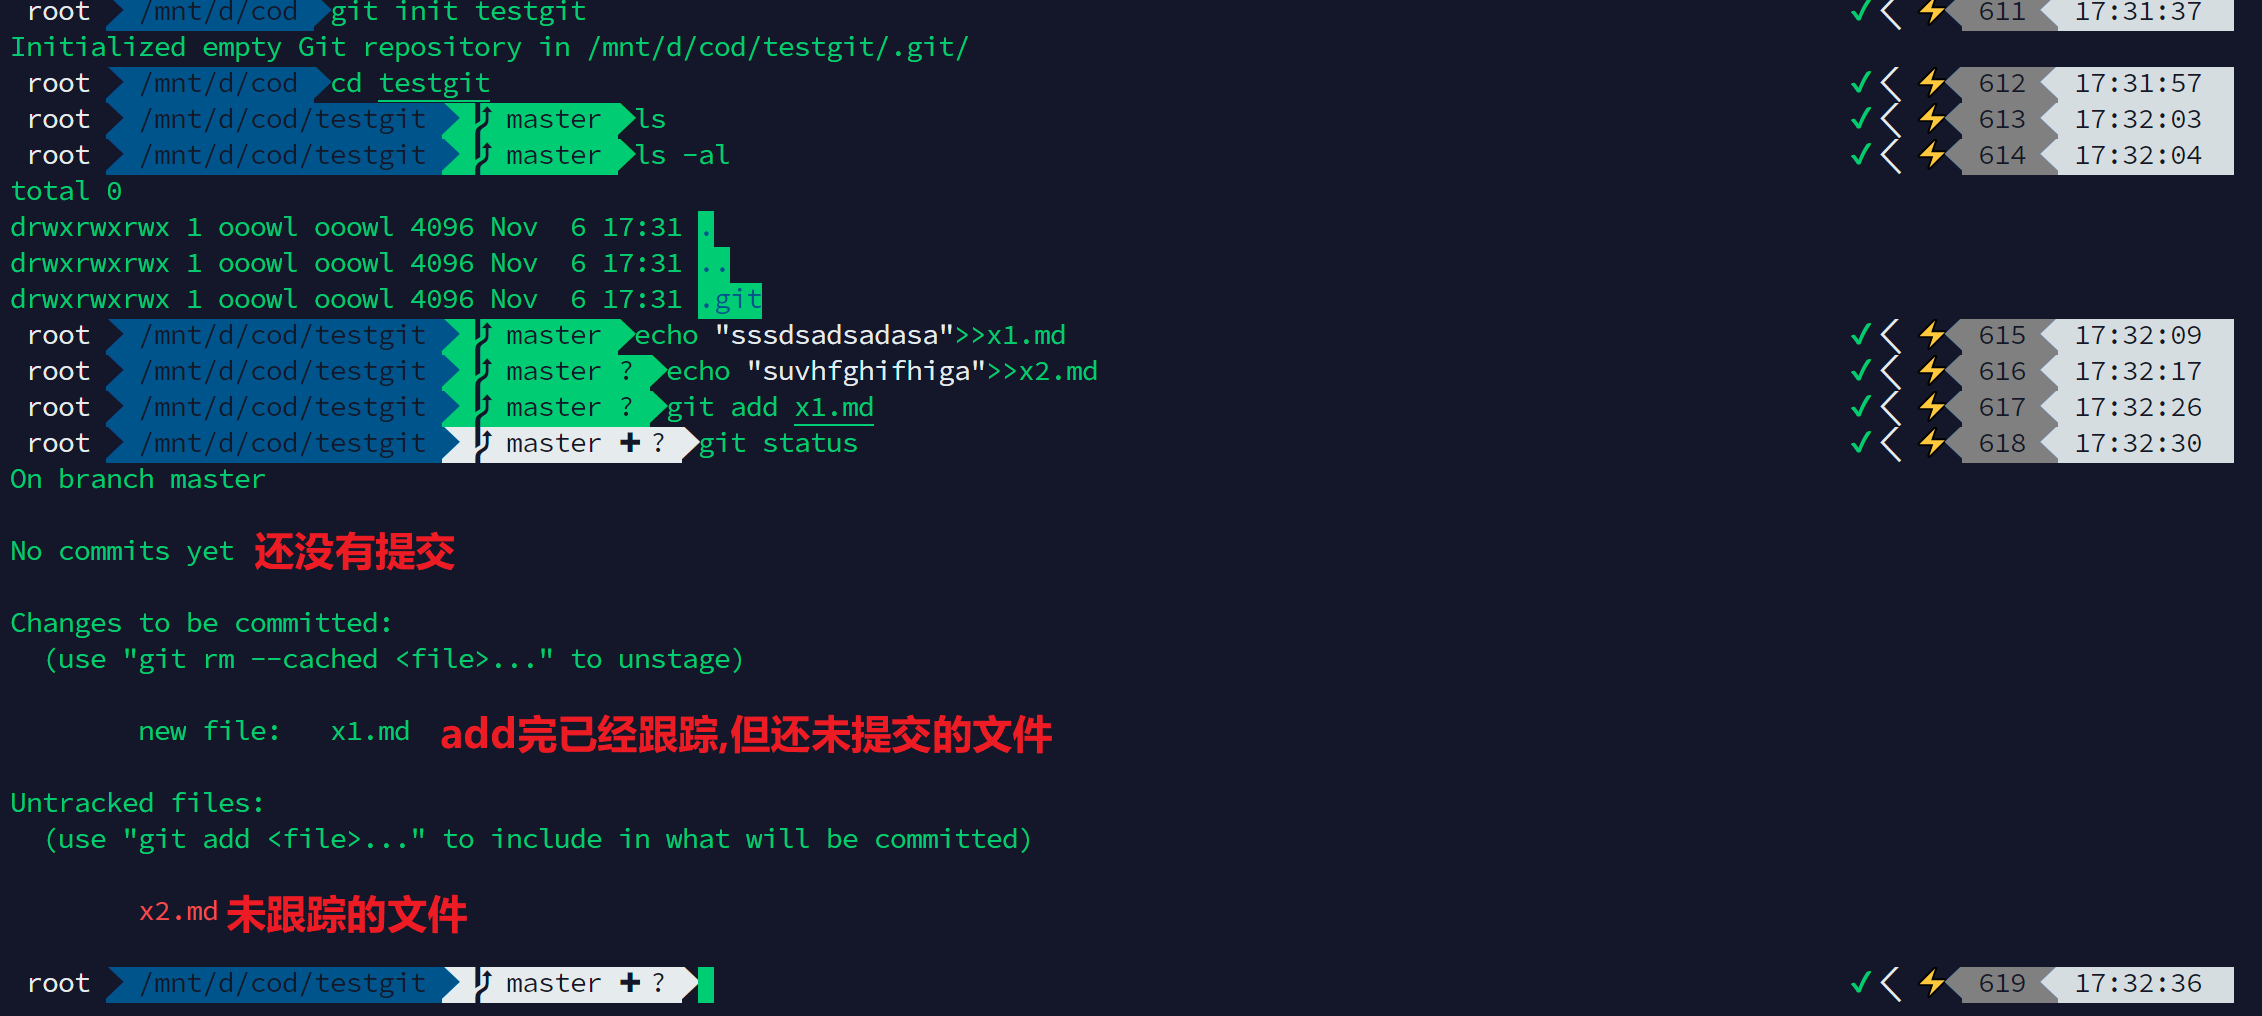 root /mnt/d/cod git init testgit ✓ ⚡ 611 17:31:37
Initialized empty Git repository in /mnt/d/cod/testgit/.git/
root /mnt/d/cod cd testgit ✓ ⚡ 612 17:31:57
root /mnt/d/cod/testgit master ls ✓ ⚡ 613 17:32:03
root /mnt/d/cod/testgit master ls -al ✓ ⚡ 614 17:32:04
total 0
drwxrwxrwx 1 ooowl ooowl 4096 Nov  6 17:31 .
drwxrwxrwx 1 ooowl ooowl 4096 Nov  6 17:31 ..
drwxrwxrwx 1 ooowl ooowl 4096 Nov  6 17:31 .git
root /mnt/d/cod/testgit master echo "sssdsadsadasa">>x1.md ✓ ⚡ 615 17:32:09
root /mnt/d/cod/testgit master ? echo "suvhfghifhiga">>x2.md ✓ ⚡ 616 17:32:17
root /mnt/d/cod/testgit master ? git add x1.md ✓ ⚡ 617 17:32:26
root /mnt/d/cod/testgit master ✚ ? git status ✓ ⚡ 618 17:32:30
On branch master
No commits yet 还没有提交
Changes to be committed:
(use "git rm --cached <file>..." to unstage)
new file:   x1.md add完已经跟踪,但还未提交的文件
Untracked files:
(use "git add <file>..." to include in what will be committed)
x2.md 未跟踪的文件
root /mnt/d/cod/testgit master ✚ ? ✓ ⚡ 619 17:32:36